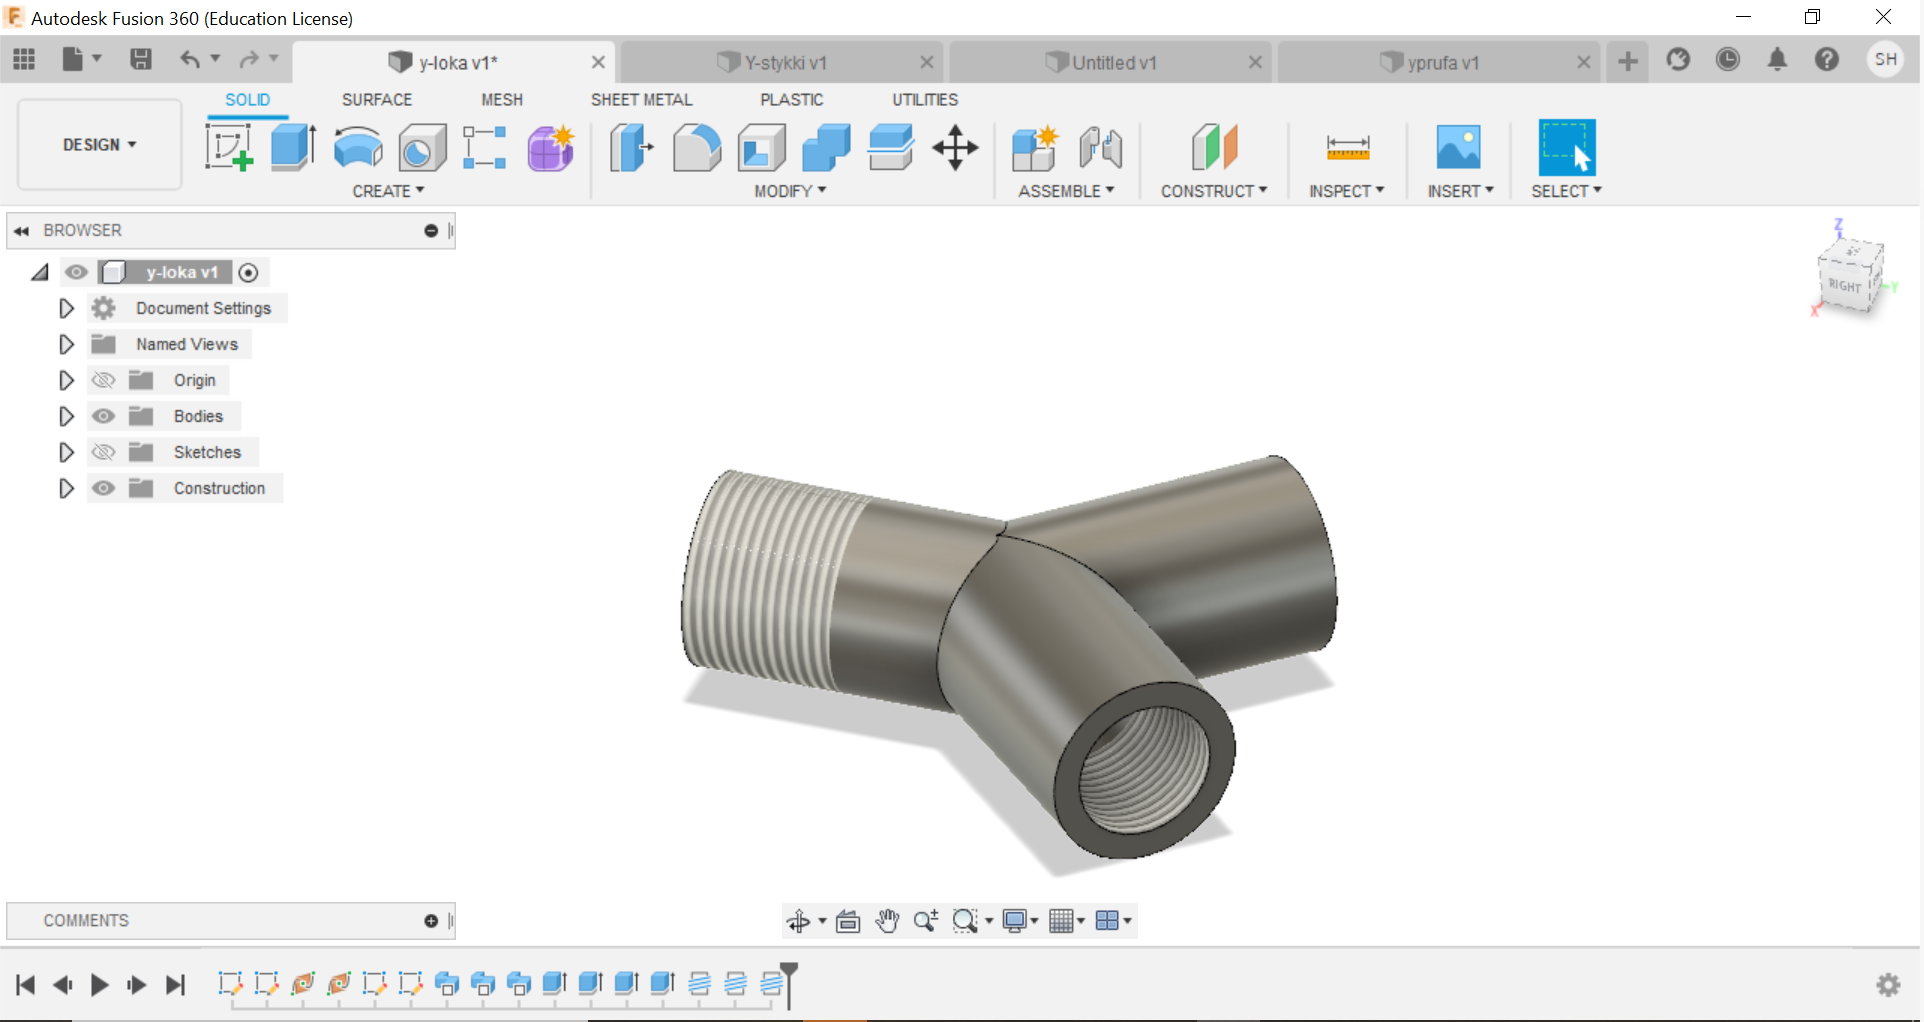 Autodesk Fusion 360 (Education License)
y-loka v1*
Y-stykki v1
Untitled v1
yprufa v1
SH
DESIGN
SOLID
SURFACE
MESH
SHEET METAL
PLASTIC
UTILITIES
CREATE
MODIFY
ASSEMBLE
CONSTRUCT
INSPECT
INSERT
SELECT
BROWSER
y-loka v1
Document Settings
Named Views
Origin
Bodies
Sketches
Construction
Z
RIGHT
Y
X
COMMENTS